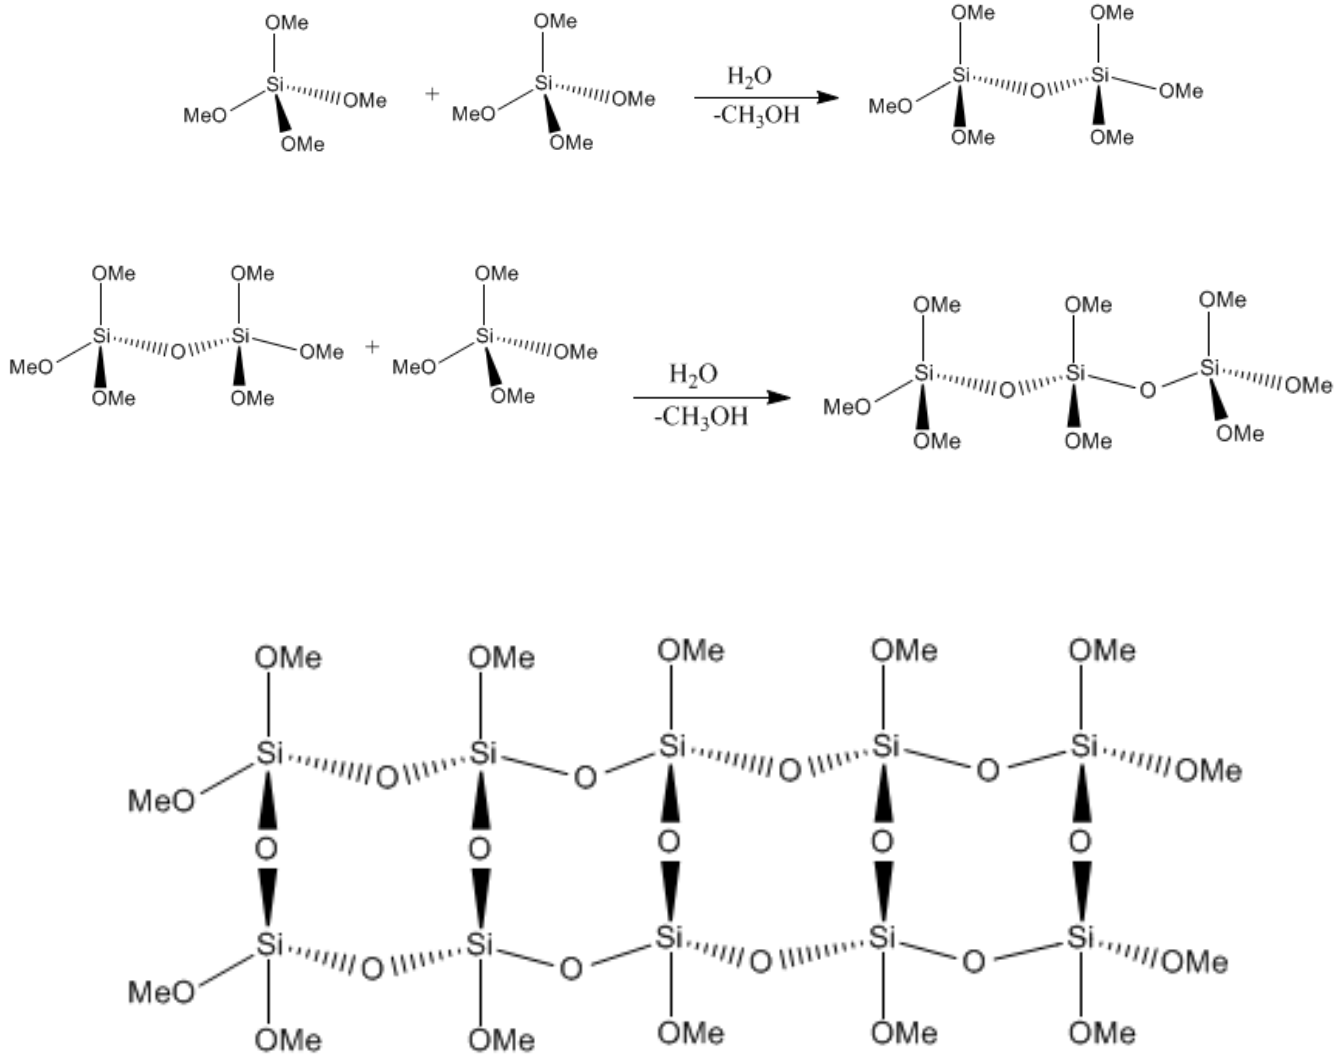 OMe OMe OMe OMe
Si Si H₂O Si Si
MeO OMe + MeO OMe -CH₃OH MeO O OMe
OMe OMe OMe OMe
OMe OMe OMe OMe OMe OMe
Si Si Si H₂O Si Si Si
MeO O OMe + MeO OMe -CH₃OH MeO O O OMe
OMe OMe OMe OMe OMe OMe
OMe OMe OMe OMe OMe
Si Si Si Si Si
MeO O O O O OMe
O O O O O
Si Si Si Si Si
MeO O O O O OMe
OMe OMe OMe OMe OMe